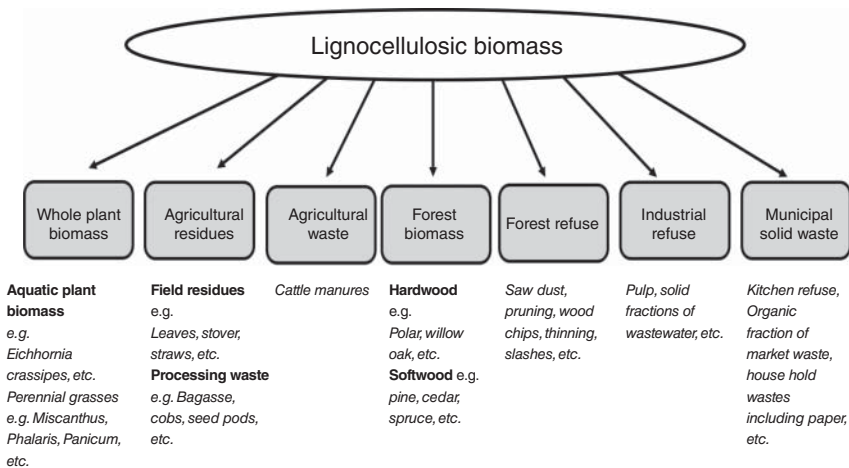 Lignocellulosic biomass
Whole plant
biomass
Agricultural
residues
Agricultural
waste
Forest
biomass
Forest refuse
Industrial
refuse
Municipal
solid waste
Aquatic plant
biomass
e.g.
Eichhornia
crassipes, etc.
Perennial grasses
e.g. Miscanthus,
Phalaris, Panicum,
etc.
Field residues
e.g.
Leaves, stover,
straws, etc.
Processing waste
e.g. Bagasse,
cobs, seed pods,
etc.
Cattle manures
Hardwood
e.g.
Polar, willow
oak, etc.
Softwood e.g.
pine, cedar,
spruce, etc.
Saw dust,
pruning, wood
chips, thinning,
slashes, etc.
Pulp, solid
fractions of
wastewater, etc.
Kitchen refuse,
Organic
fraction of
market waste,
house hold
wastes
including paper,
etc.